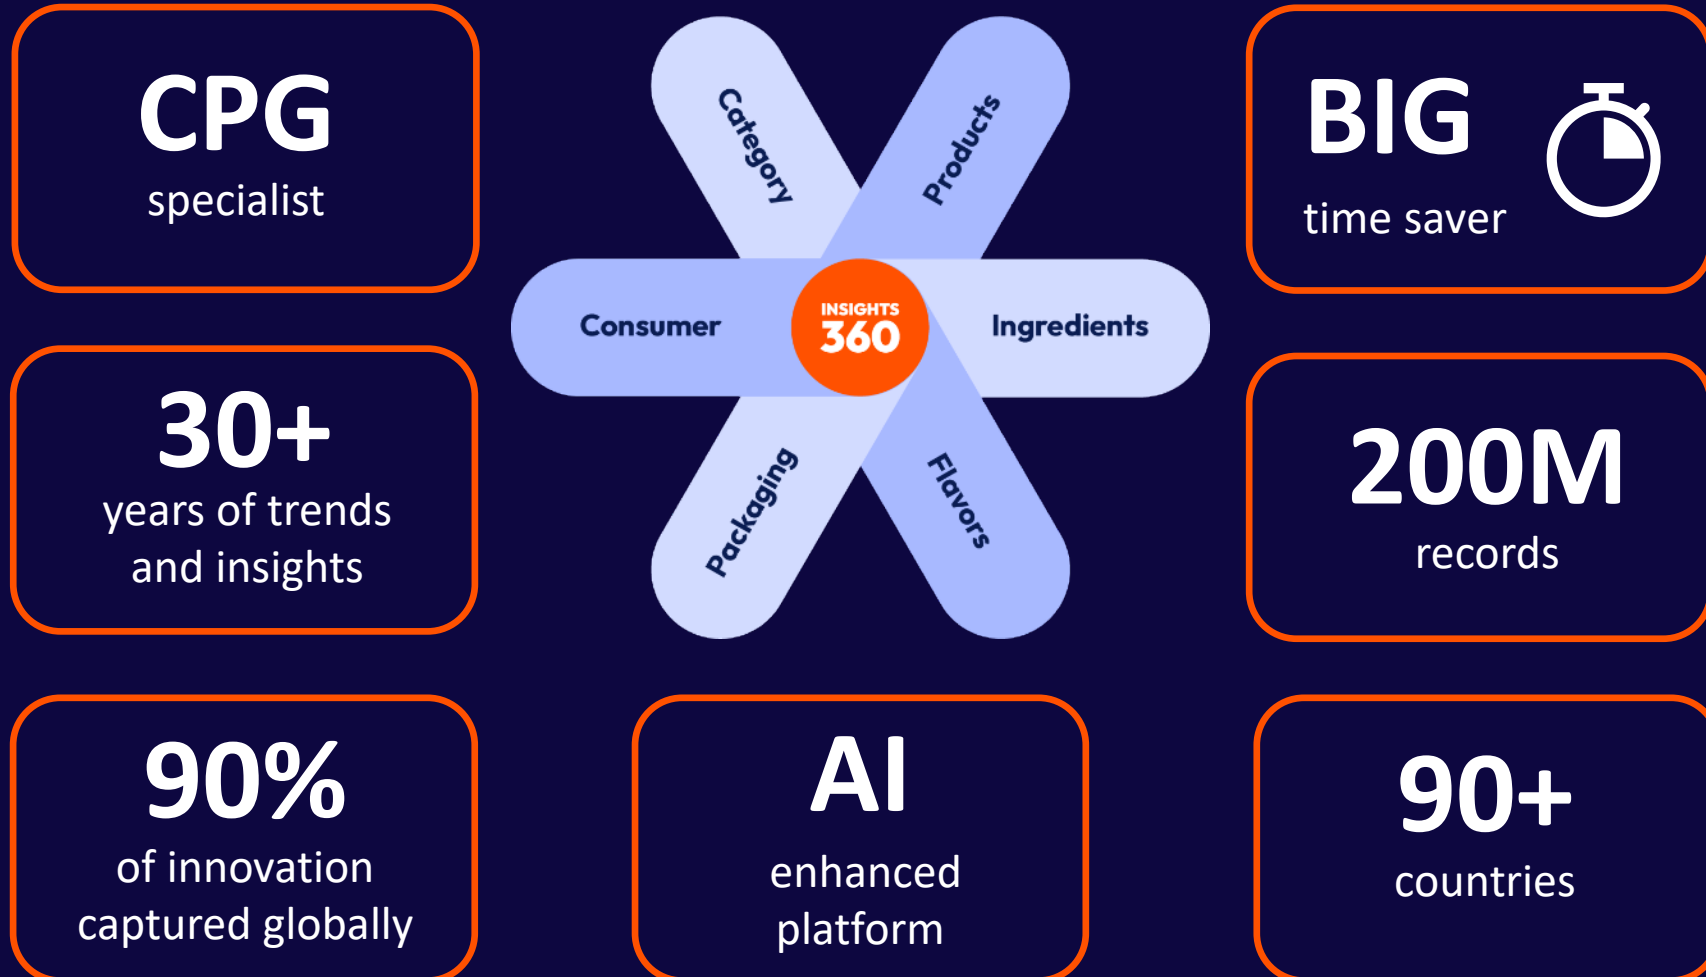 CPG
specialist
Category
Products
BIG
time saver
Consumer
INSIGHTS
360
Ingredients
30+
years of trends
and insights
Packaging
Flavors
200M
records
90%
of innovation
captured globally
AI
enhanced
platform
90+
countries